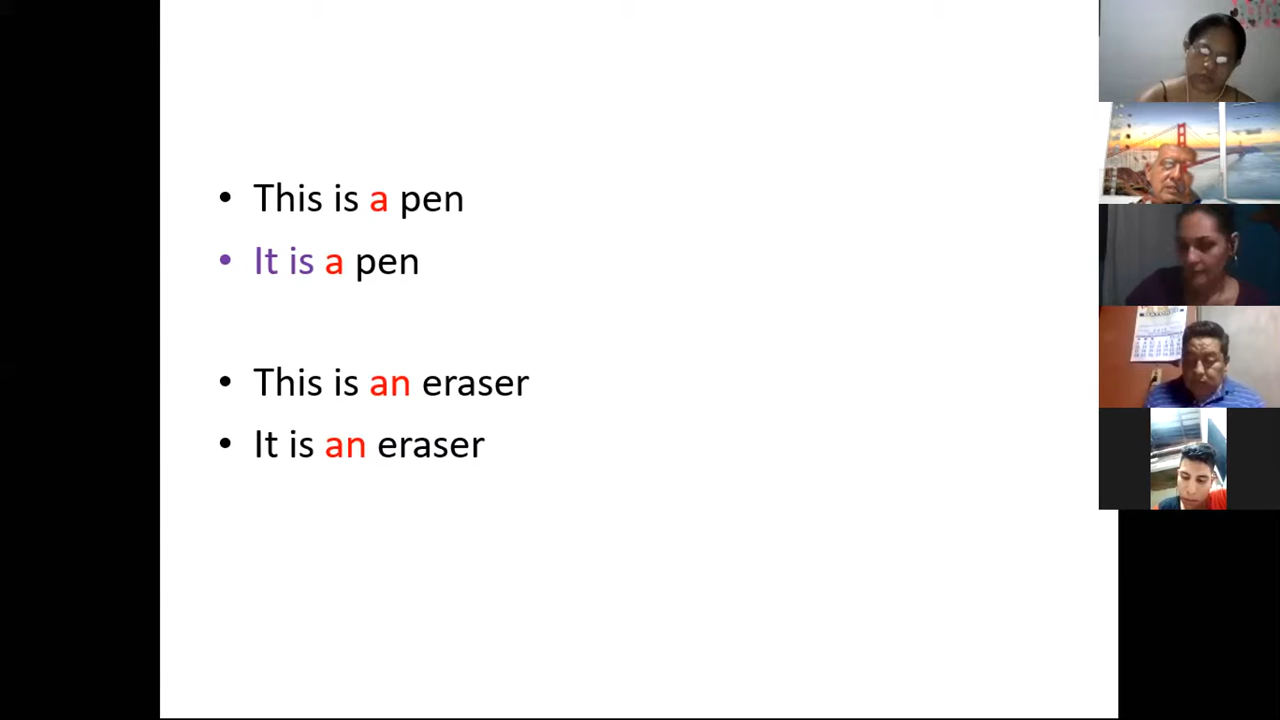 • This is a pen
• It is a pen
• This is an eraser
• It is an eraser